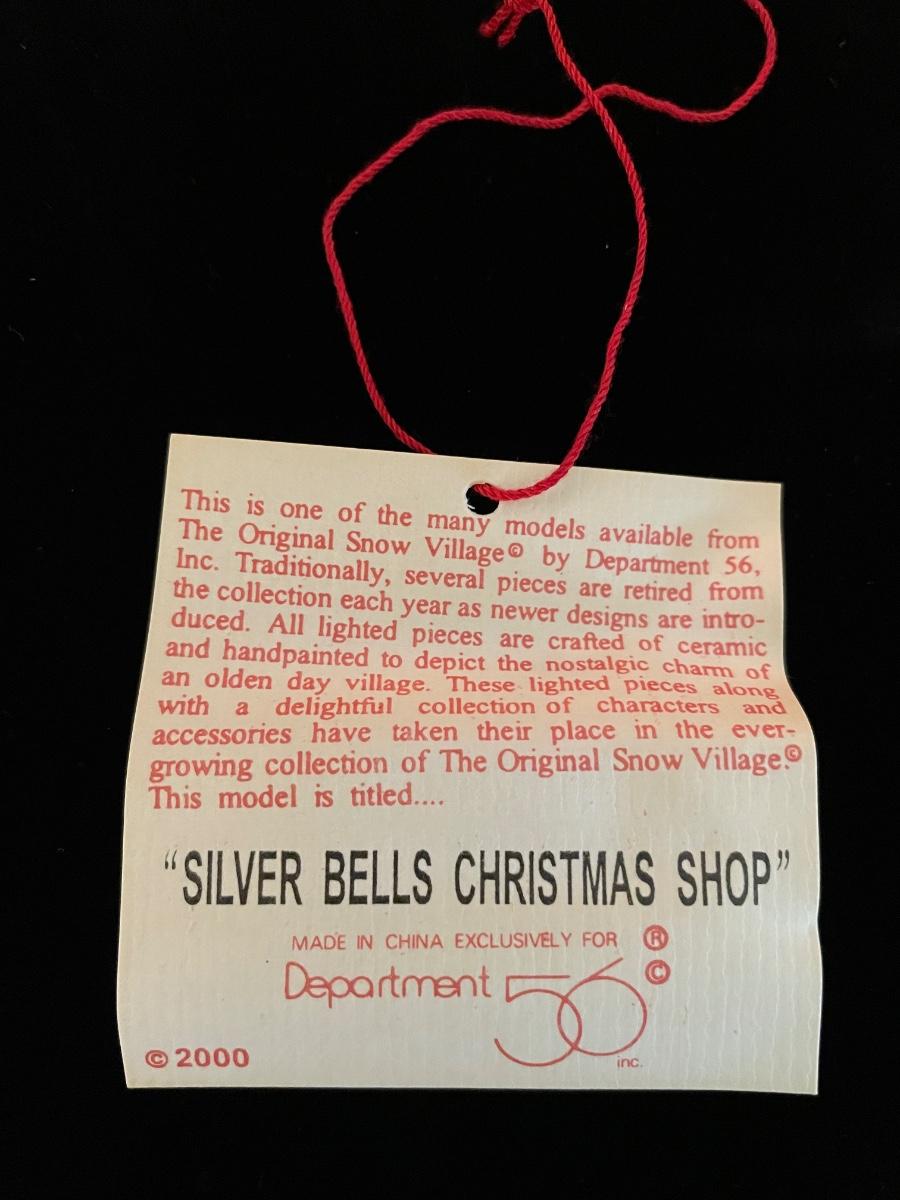 This is one of the many models available from
The Original Snow Village© by Department 56,
Inc. Traditionally, several pieces are retired from
the collection each year as newer designs are intro-
duced. All lighted pieces are crafted of ceramic
and handpainted to depict the nostalgic charm of
an olden day village. These lighted pieces along
with a delightful collection of characters and
accessories have taken their place in the ever-
growing collection of The Original Snow Village.©
This model is titled....
“SILVER BELLS CHRISTMAS SHOP”
MADE IN CHINA EXCLUSIVELY FOR ®
Department 56 ©
inc.
© 2000